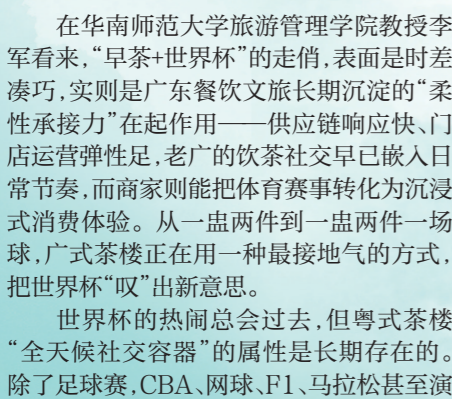 在华南师范大学旅游管理学院教授李
军看来,“早茶+世界杯”的走俏,表面是时差
凑巧,实则是广东餐饮文旅长期沉淀的“柔
性承接力”在起作用——供应链响应快、门
店运营弹性足,老广的饮茶社交早已嵌入日
常节奏,而商家则能把体育赛事转化为沉浸
式消费体验。从一盅两件到一盅两件一场
球,广式茶楼正在用一种最接地气的方式,
把世界杯“叹”出新意思。
世界杯的热闹总会过去,但粤式茶楼
“全天候社交容器”的属性是长期存在的。
除了足球赛,CBA、网球、F1、马拉松甚至演